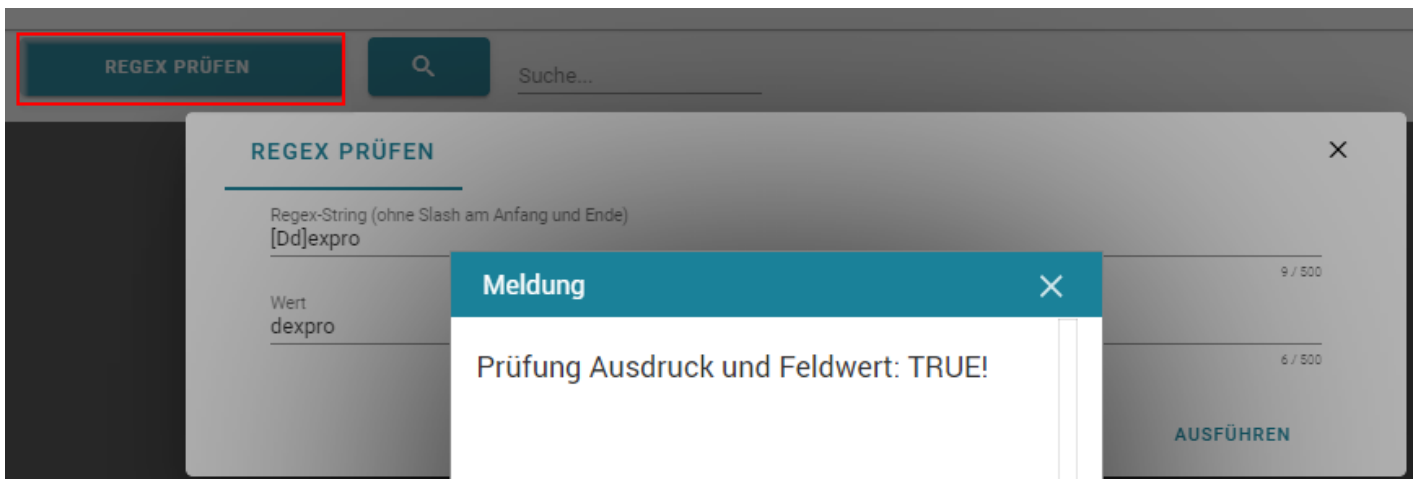 REGEX PRÜFEN
Suche...
REGEX PRÜFEN
Regex-String (ohne Slash am Anfang und Ende)
[Dd]expro
9 / 500
Meldung
Wert
dexpro
6 / 500
Prüfung Ausdruck und Feldwert: TRUE!
AUSFÜHREN